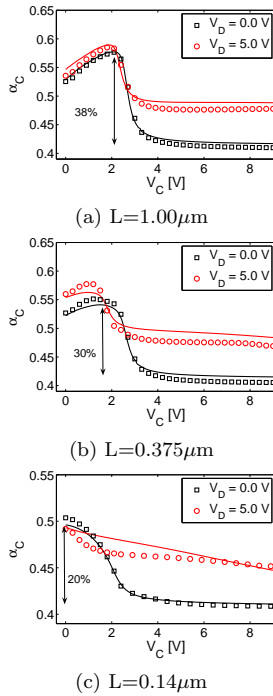 0.65
0.6
0.55
0.5
0.45
0.4
α_C
V_D = 0.0 V
V_D = 5.0 V
38%
0 2 4 6 8
V_C [V]
(a) L=1.00μm
0.65
0.6
0.55
0.5
0.45
0.4
α_C
V_D = 0.0 V
V_D = 5.0 V
30%
0 2 4 6 8
V_C [V]
(b) L=0.375μm
0.55
0.5
0.45
0.4
α_C
V_D = 0.0 V
V_D = 5.0 V
20%
0 2 4 6 8
V_C [V]
(c) L=0.14μm